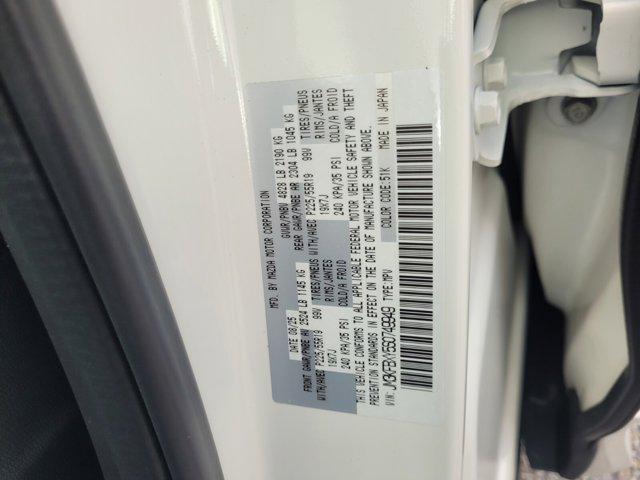 MFD. BY MAZDA MOTOR CORPORATION
DATE 08/25 GVWR/PNBV 4828 LB 2190 KG
FRONT GAWR/PNBE AV 2524 LB 1145 KG REAR GAWR/PNBE AR 2304 LB 1045 KG
WITH/AVEC P225/55R19 99V TIRES/PNEUS WITH/AVEC P225/55R19 99V TIRES/PNEUS
19X7J RIMS/JANTES 19X7J RIMS/JANTES
240 KPA/35 PSI COLD/A FROID 240 KPA/35 PSI COLD/A FROID
THIS VEHICLE CONFORMS TO ALL APPLICABLE FEDERAL MOTOR VEHICLE SAFETY AND THEFT
PREVENTION STANDARDS IN EFFECT ON THE DATE OF MANUFACTURE SHOWN ABOVE.
VIN: TYPE:MPV COLOR CODE:51K MADE IN JAPAN